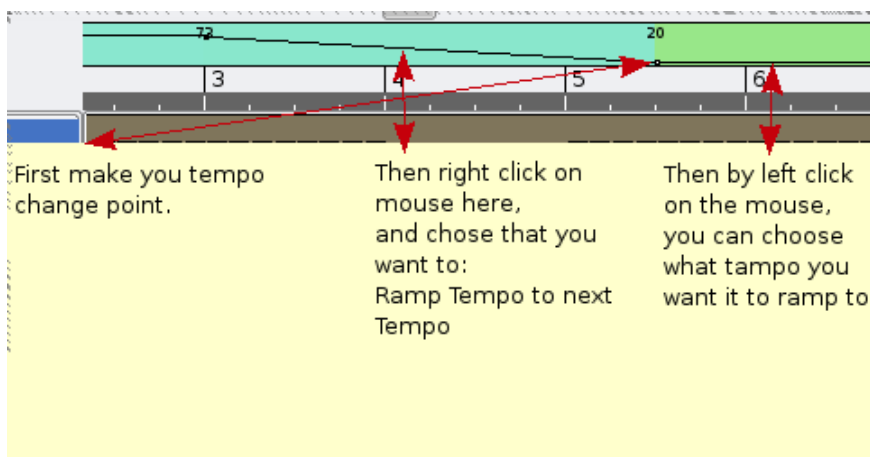 72
20
3
4
5
6
First make you tempo
change point.
Then right click on
mouse here,
and chose that you
want to:
Ramp Tempo to next
Tempo
Then by left click
on the mouse,
you can choose
what tampo you
want it to ramp to